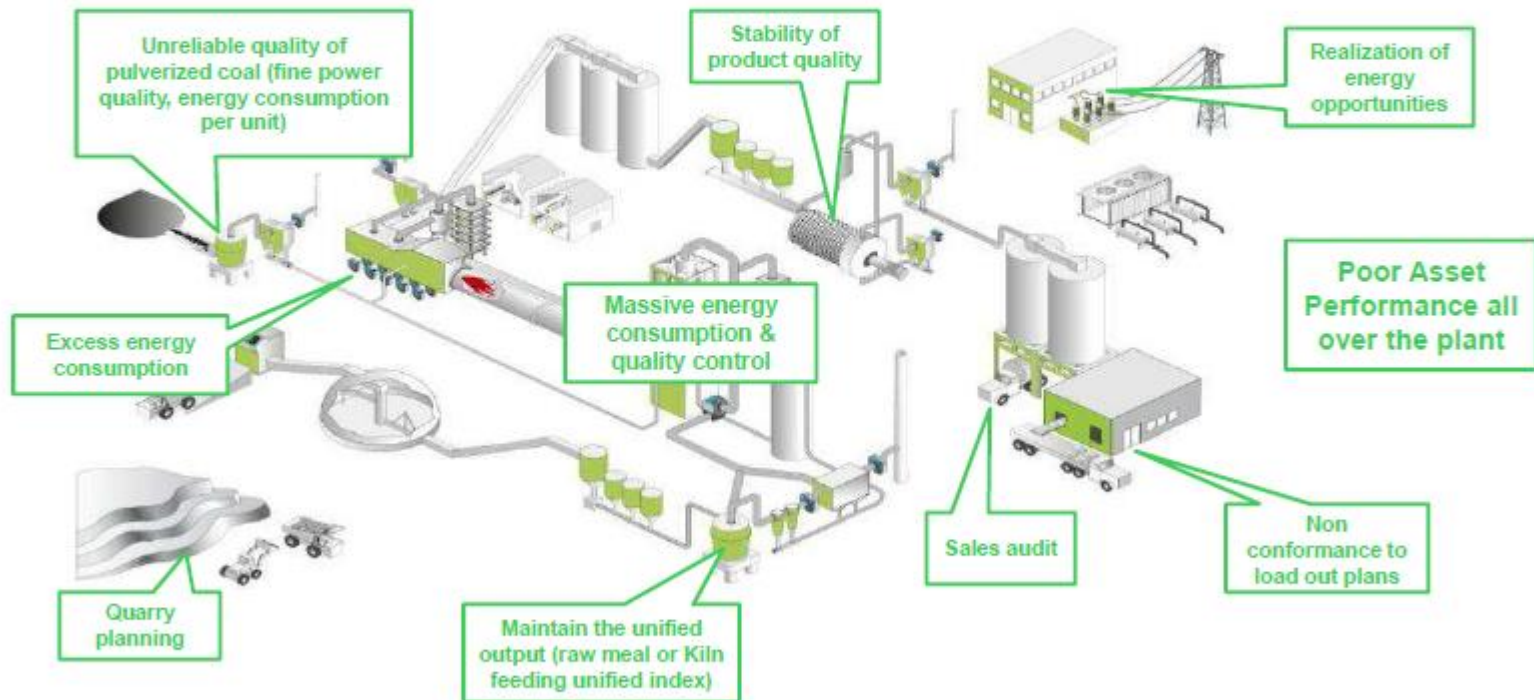 Unreliable quality of
pulverized coal (fine power
quality, energy consumption
per unit)
Stability of
product quality
Realization of
energy
opportunities
Excess energy
consumption
Massive energy
consumption &
quality control
Poor Asset
Performance all
over the plant
Quarry
planning
Maintain the unified
output (raw meal or Kiln
feeding unified index)
Sales audit
Non
conformance to
load out plans